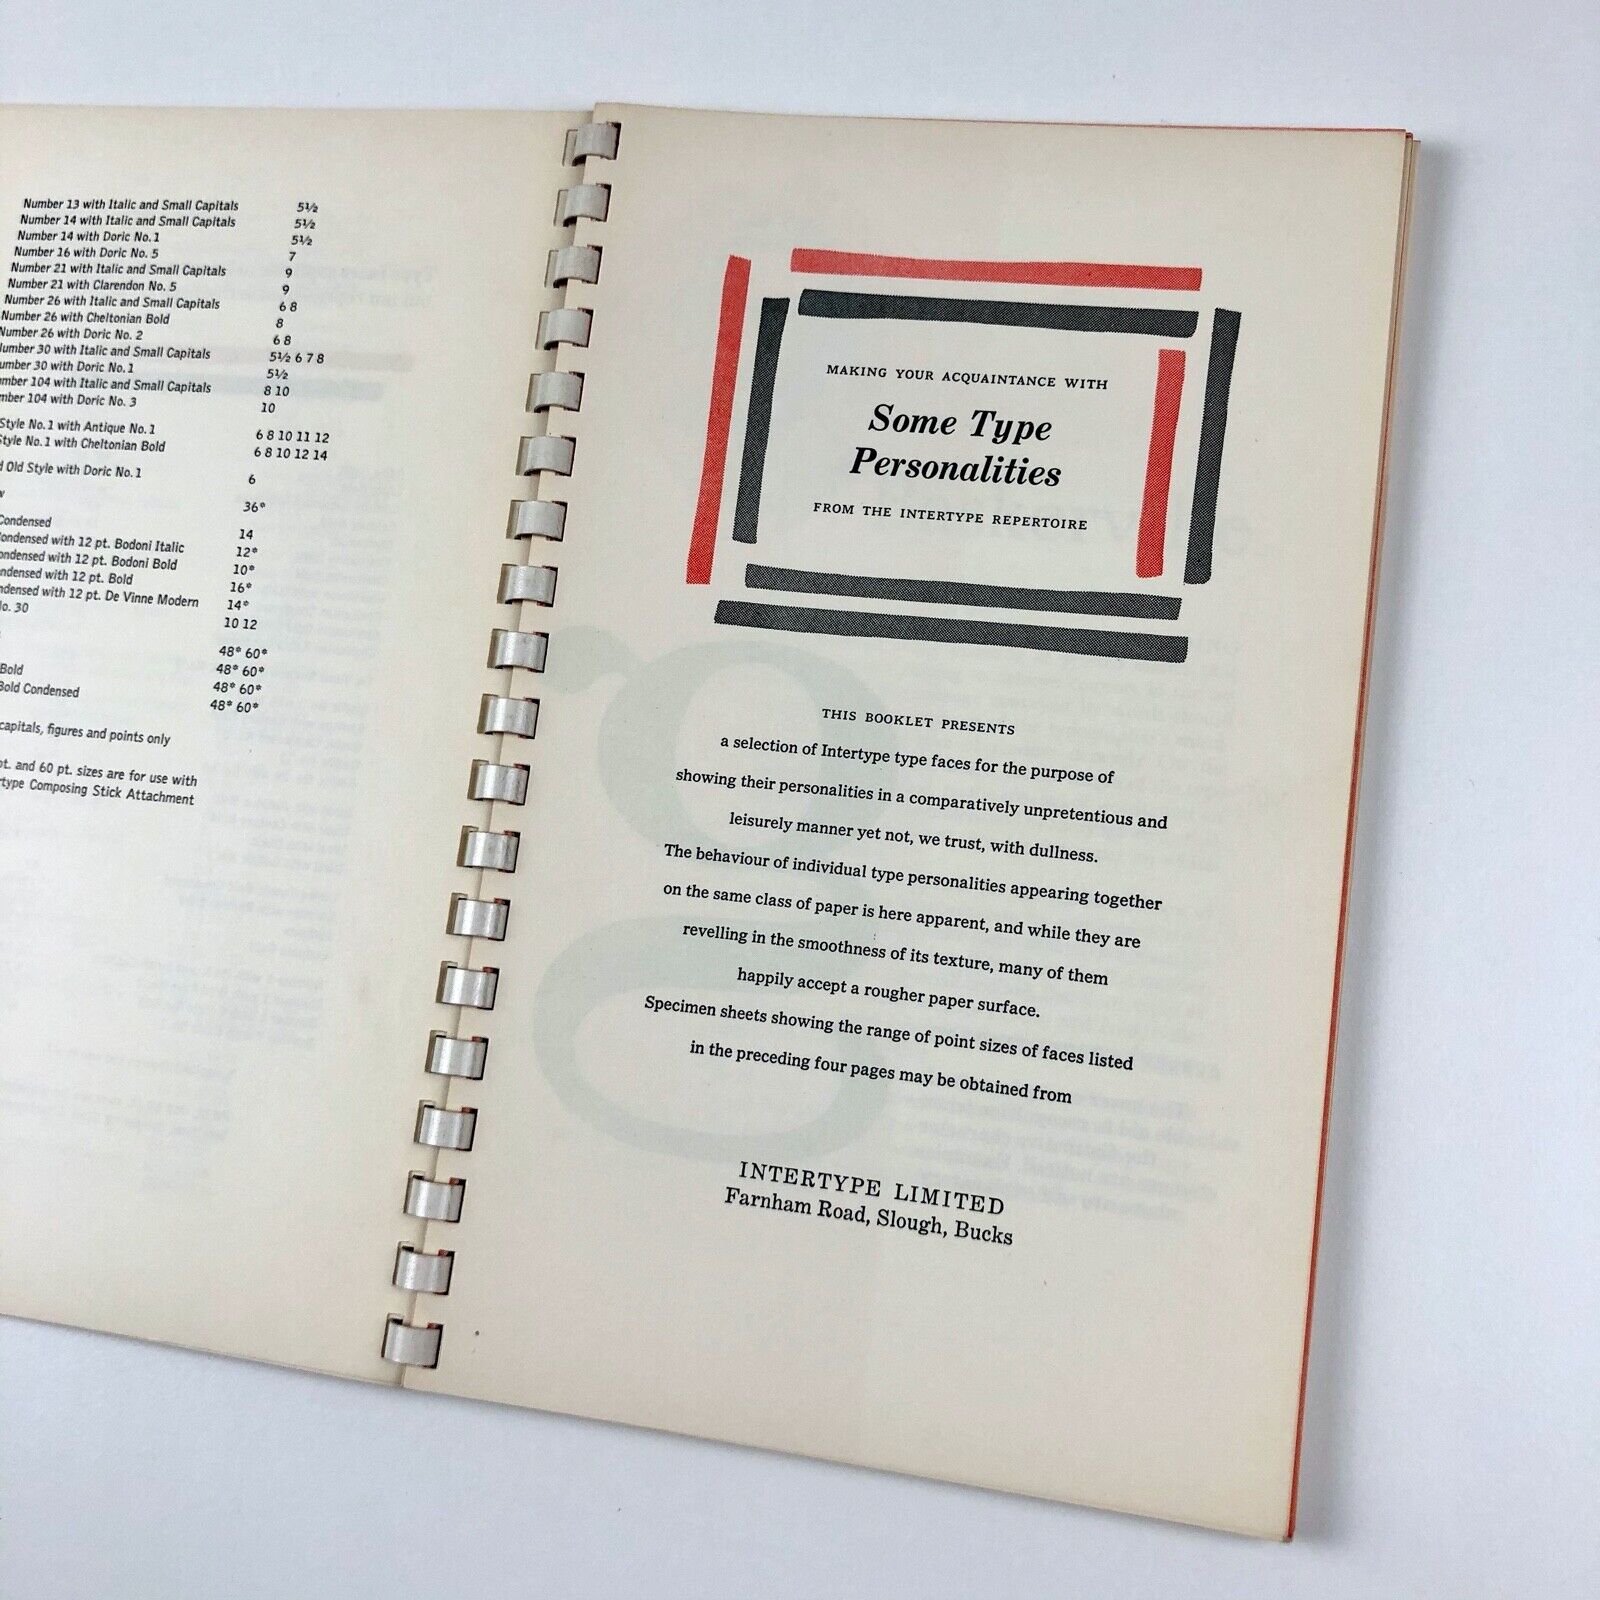 Number 13 with Italic and Small Capitals 5½
Number 14 with Italic and Small Capitals 5½
Number 14 with Doric No. 1 5½
Number 16 with Doric No. 5 7
Number 21 with Italic and Small Capitals 9
Number 21 with Clarendon No. 5 9
Number 26 with Italic and Small Capitals 6 8
Number 26 with Cheltonian Bold 8
Number 26 with Doric No. 2 6 8
Number 30 with Italic and Small Capitals 5½ 6 7 8
with Doric No. 1 5½
104 with Italic and Small Capitals 8 10
104 with Doric No. 3 10
Style No. 1 with Antique No. 1 6 8 10 11 12
Style No. 1 with Cheltonian Bold 6 8 10 12 14
Old Style with Doric No. 1 6
36*
Condensed 14
with 12 pt. Bodoni Italic 12*
with 12 pt. Bodoni Bold 10*
with 12 pt. Bold 16*
with 12 pt. De Vinne Modern 14*
30 10 12
48* 60*
Bold 48* 60*
Bold Condensed 48* 60*
48* 60*
capitals, figures and points only
and 60 pt. sizes are for use with
Composing Stick Attachment
MAKING YOUR ACQUAINTANCE WITH
Some Type
Personalities
FROM THE INTERTYPE REPERTOIRE
THIS BOOKLET PRESENTS
a selection of Intertype type faces for the purpose of
showing their personalities in a comparatively unpretentious and
leisurely manner yet not, we trust, with dullness.
The behaviour of individual type personalities appearing together
on the same class of paper is here apparent, and while they are
revelling in the smoothness of its texture, many of them
happily accept a rougher paper surface.
Specimen sheets showing the range of point sizes of faces listed
in the preceding four pages may be obtained from
INTERTYPE LIMITED
Farnham Road, Slough, Bucks